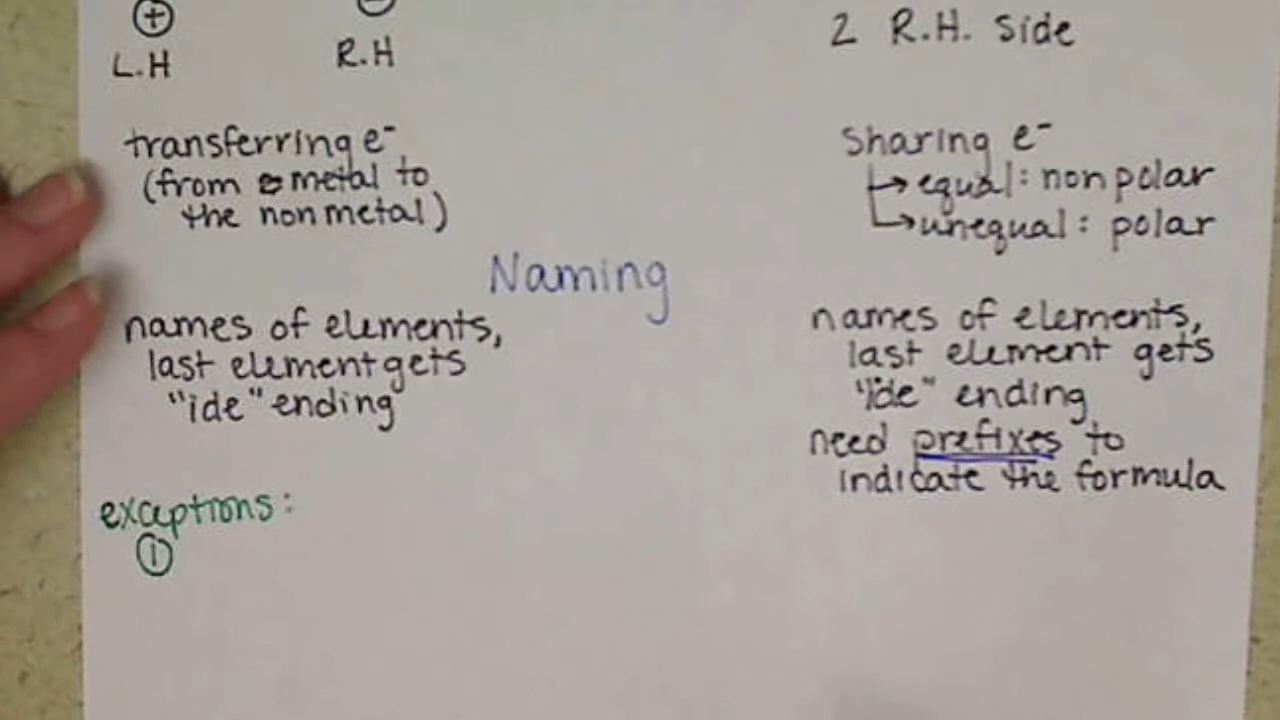 ⊕ ⊖
L.H R.H
2 R.H. Side
transferring e⁻
(from metal to
the nonmetal)
Sharing e⁻
↳ equal: nonpolar
↳ unequal: polar
Naming
names of elements,
last element gets
"ide" ending
names of elements,
last element gets
"ide" ending
need prefixes to
indicate the formula
exceptions:
①